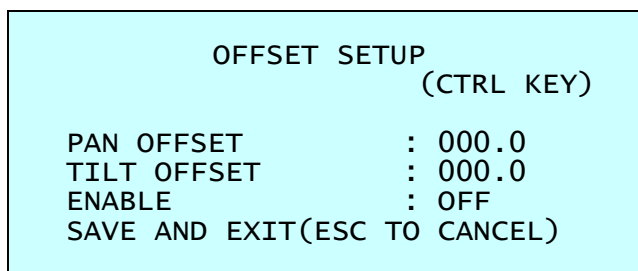 OFFSET SETUP
(CTRL KEY)
PAN OFFSET : 000.0
TILT OFFSET : 000.0
ENABLE : OFF
SAVE AND EXIT(ESC TO CANCEL)